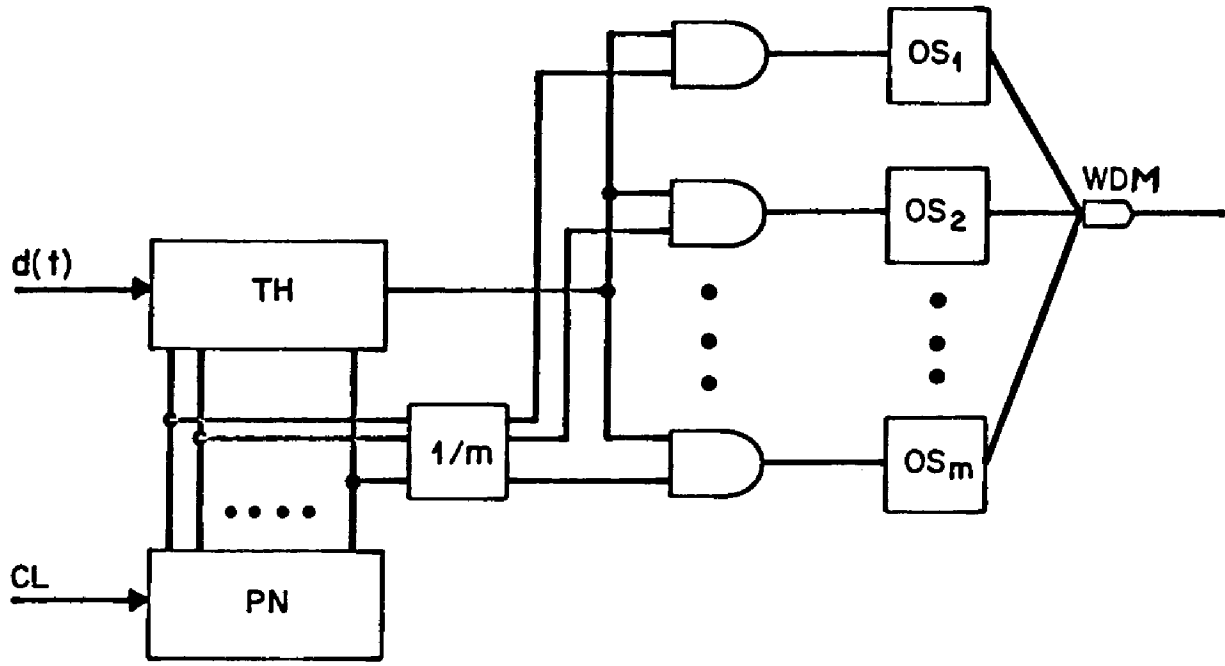 OS₁
WDM
OS₂
d(t)
TH
1/m
OSₘ
CL
PN